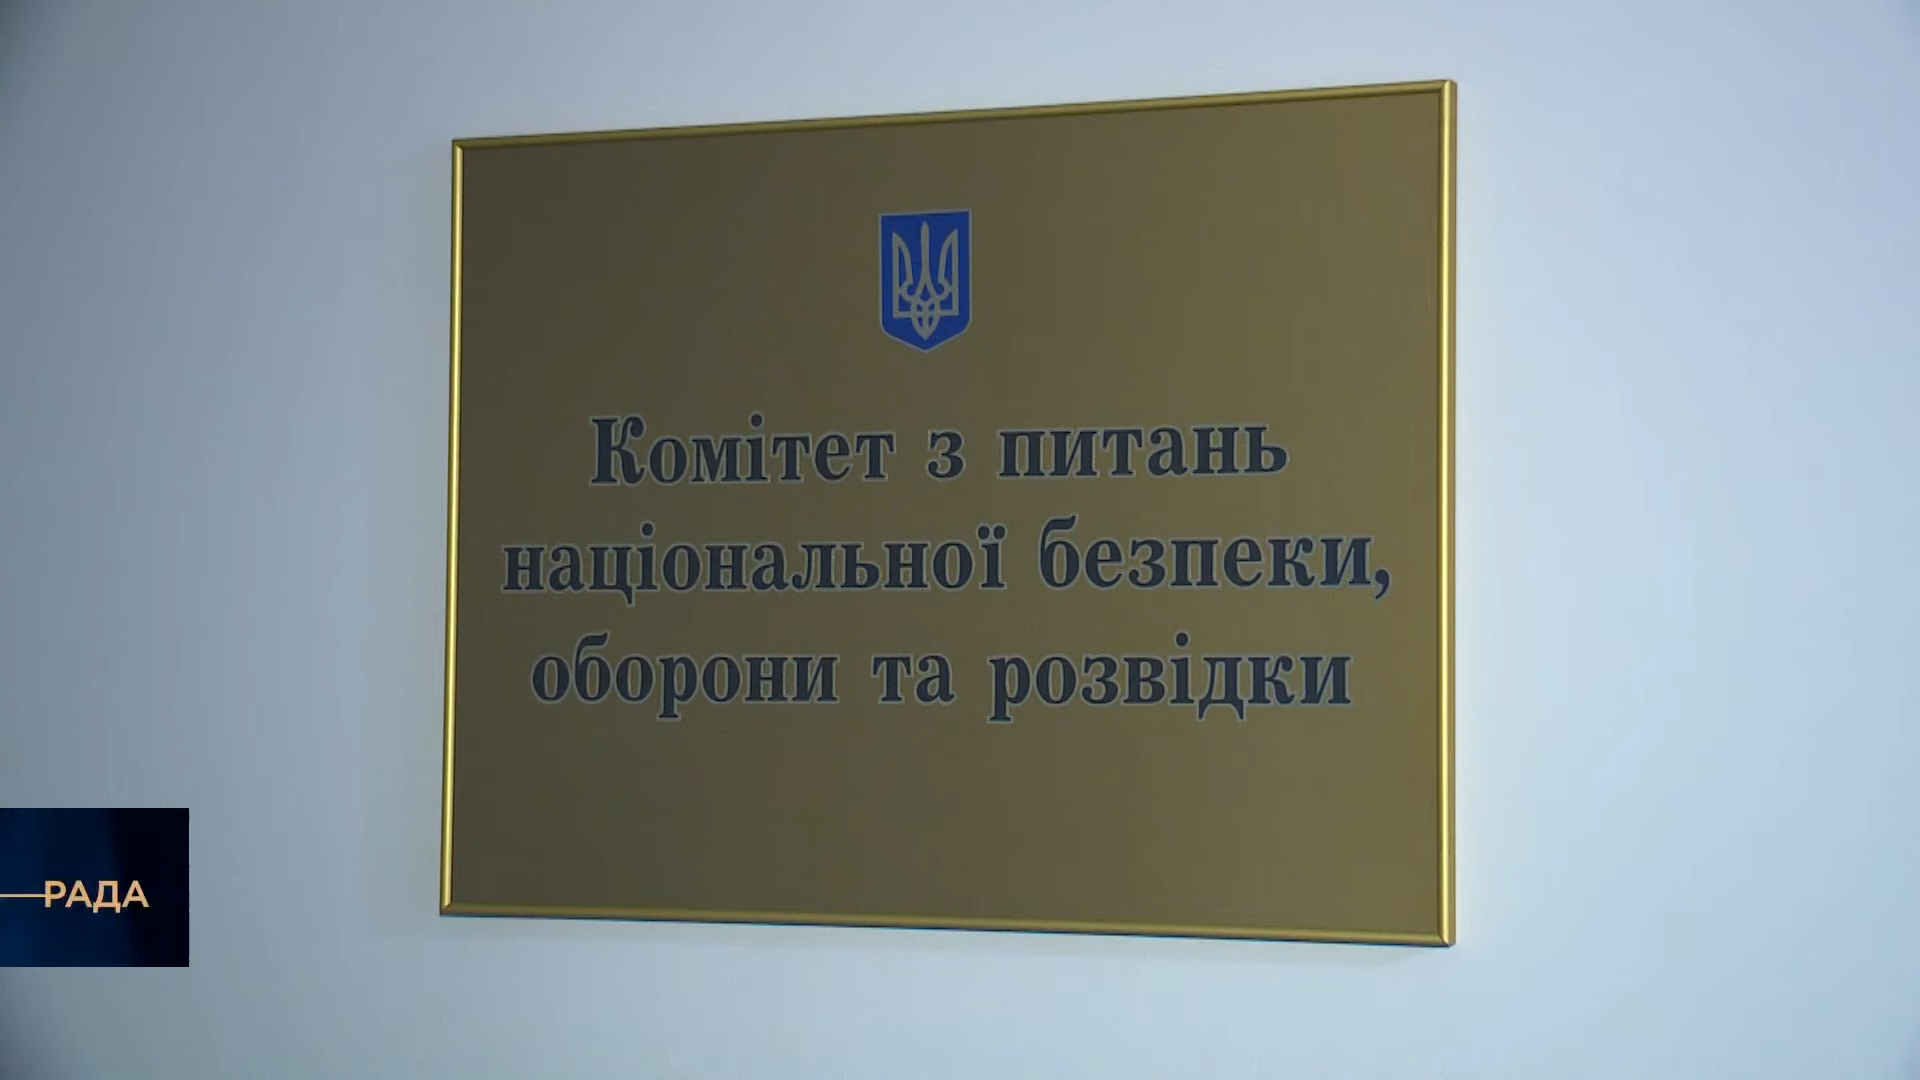 Комітет з питань
національної безпеки,
оборони та розвідки
РАДА